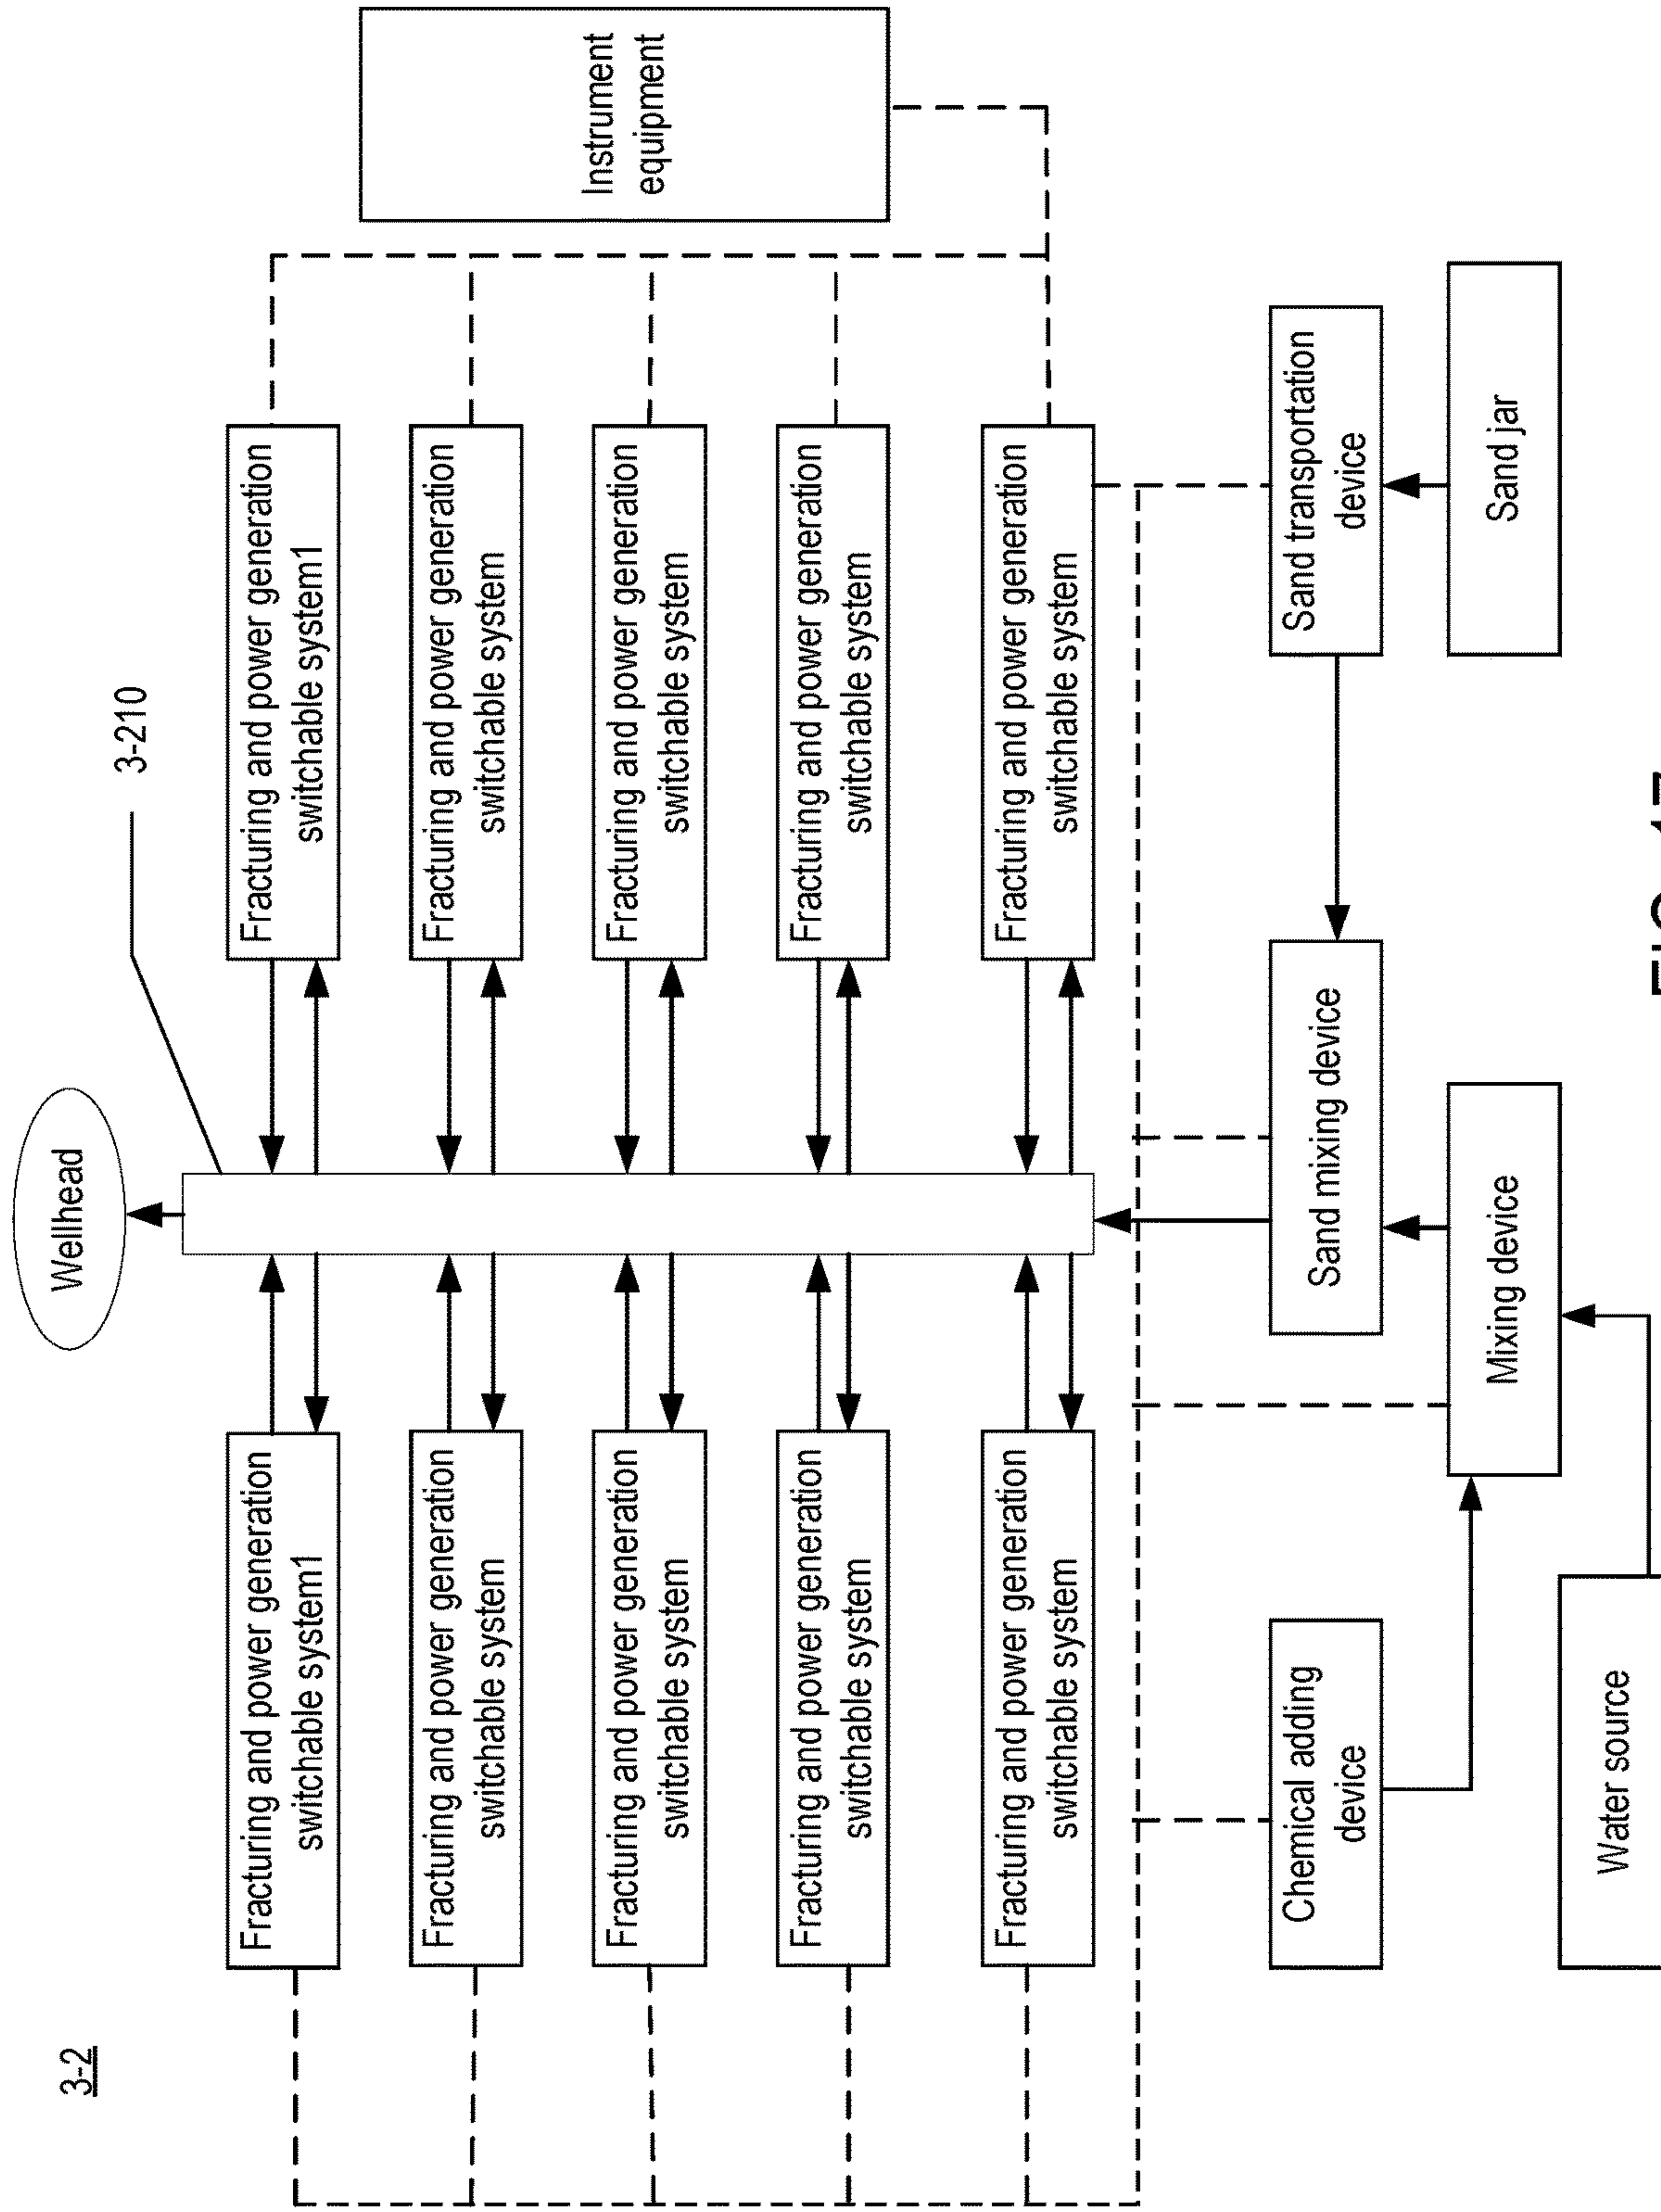 3-2
Wellhead
3-210
Fracturing and power generation
switchable system1
Fracturing and power generation
switchable system1
Fracturing and power generation
switchable system
Fracturing and power generation
switchable system
Fracturing and power generation
switchable system
Fracturing and power generation
switchable system
Instrument
equipment
Fracturing and power generation
switchable system
Fracturing and power generation
switchable system
Fracturing and power generation
switchable system
Fracturing and power generation
switchable system
Chemical adding
device
Sand mixing device
Sand transportation
device
Mixing device
Sand jar
Water source